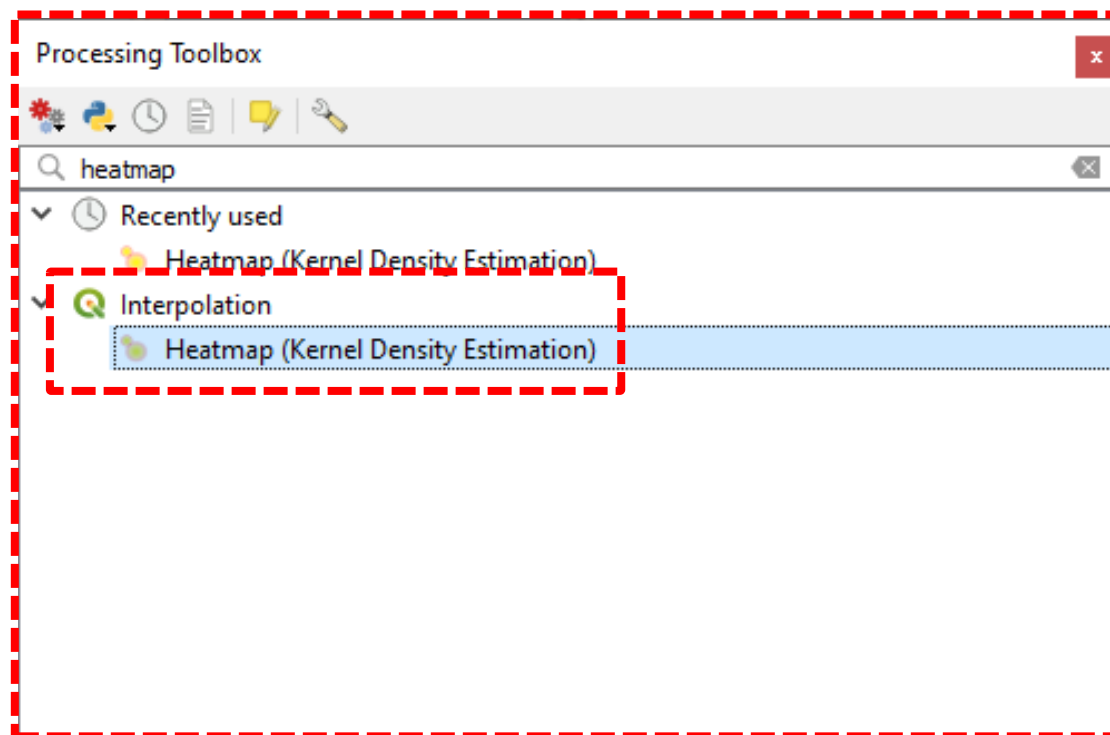 Processing Toolbox
x
heatmap
Recently used
Heatmap (Kernel Density Estimation)
Interpolation
Heatmap (Kernel Density Estimation)